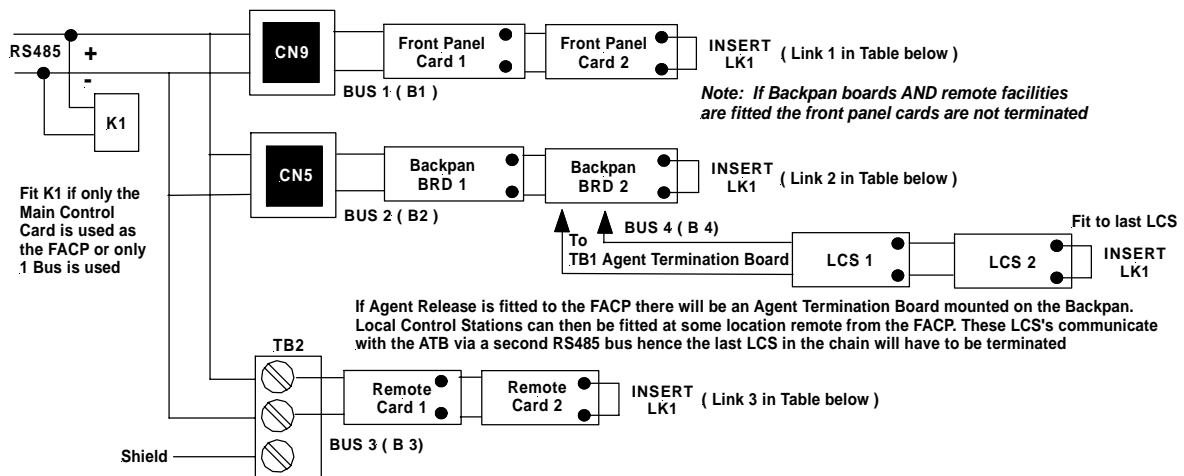 RS485
+
-
K1
CN9
Front Panel
Card 1
Front Panel
Card 2
INSERT
LK1
( Link 1 in Table below )
BUS 1 ( B1)
Note: If Backpan boards AND remote facilities
are fitted the front panel cards are not terminated
Fit K1 if only the
Main Control
Card is used as
the FACP or only
1 Bus is used
CN5
Backpan
BRD 1
Backpan
BRD 2
INSERT
LK1
( Link 2 in Table below )
BUS 2 ( B2)
BUS 4 ( B 4)
To
TB1 Agent Termination Board
LCS 1
LCS 2
Fit to last LCS
INSERT
LK1
If Agent Release is fitted to the FACP there will be an Agent Termination Board mounted on the Backpan.
Local Control Stations can then be fitted at some location remote from the FACP. These LCS's communicate
with the ATB via a second RS485 bus hence the last LCS in the chain will have to be terminated
TB2
Remote
Card 1
Remote
Card 2
INSERT
LK1
( Link 3 in Table below )
BUS 3 ( B 3)
Shield